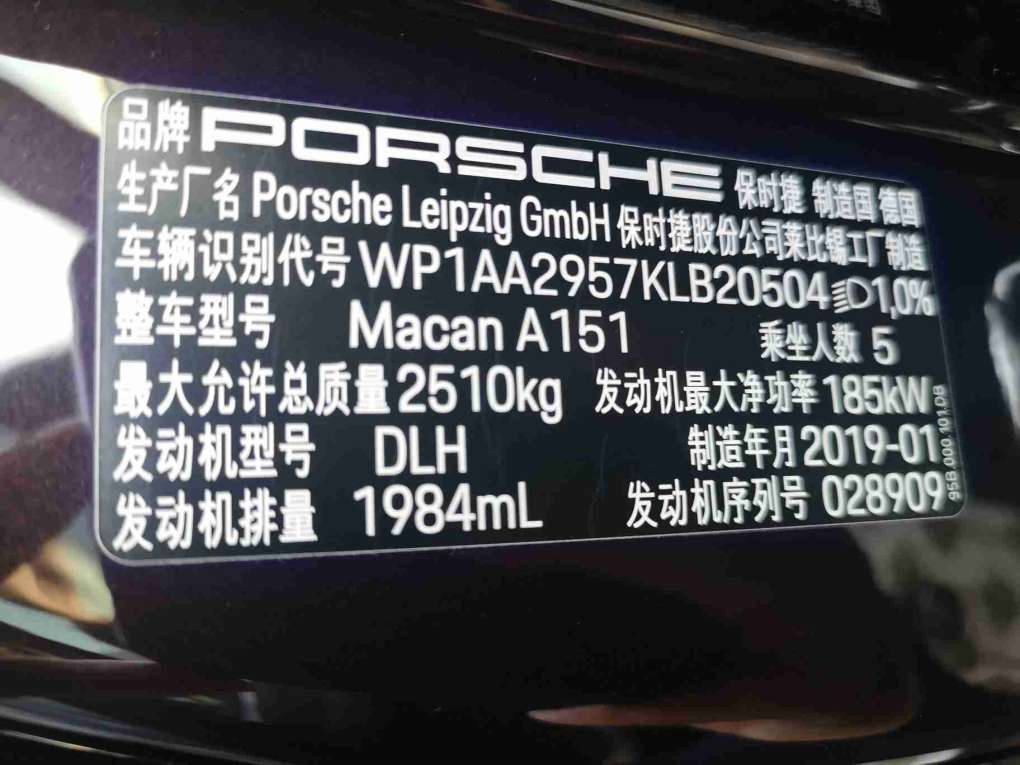 品牌 PORSCHE 保时捷 制造国 德国
生产厂名 Porsche Leipzig GmbH 保时捷股份公司莱比锡工厂制造
车辆识别代号 WP1AA2957KLB20504 1,0%
整车型号 Macan A151 乘坐人数 5
最大允许总质量 2510kg 发动机最大净功率 185kW
发动机型号 DLH 制造年月 2019-01
发动机排量 1984mL 发动机序列号 028909
95B.000.101.DB